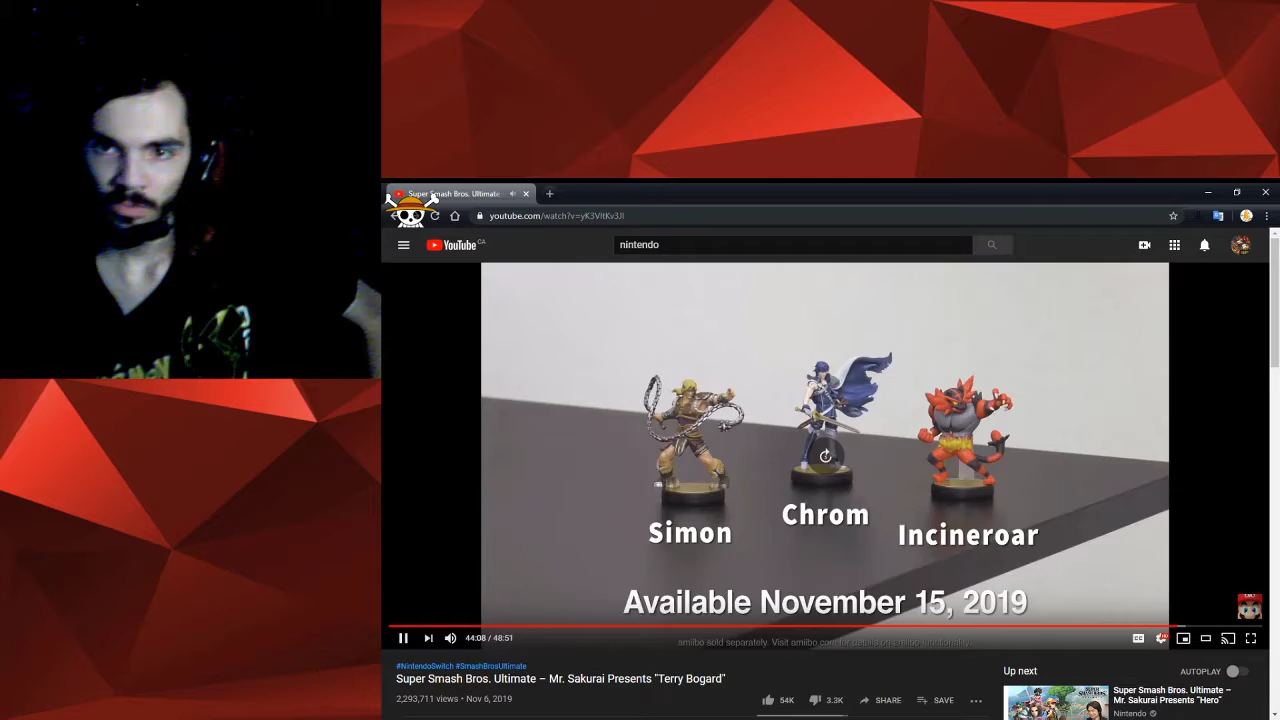 Super Smash Bros. Ultimate
youtube.com/watch?v=yK3VltKv3JI
YouTube CA
nintendo
Simon
Chrom
Incineroar
Available November 15, 2019
amiibo sold separately. Visit amiibo.com for details on amiibo functionality.
44:08 / 48:51
CC
HD
#NintendoSwitch #SmashBrosUltimate
Super Smash Bros. Ultimate – Mr. Sakurai Presents "Terry Bogard"
2,293,711 views • Nov 6, 2019
54K
3.3K
SHARE
SAVE
Up next
AUTOPLAY
Super Smash Bros. Ultimate –
Mr. Sakurai Presents "Hero"
Nintendo